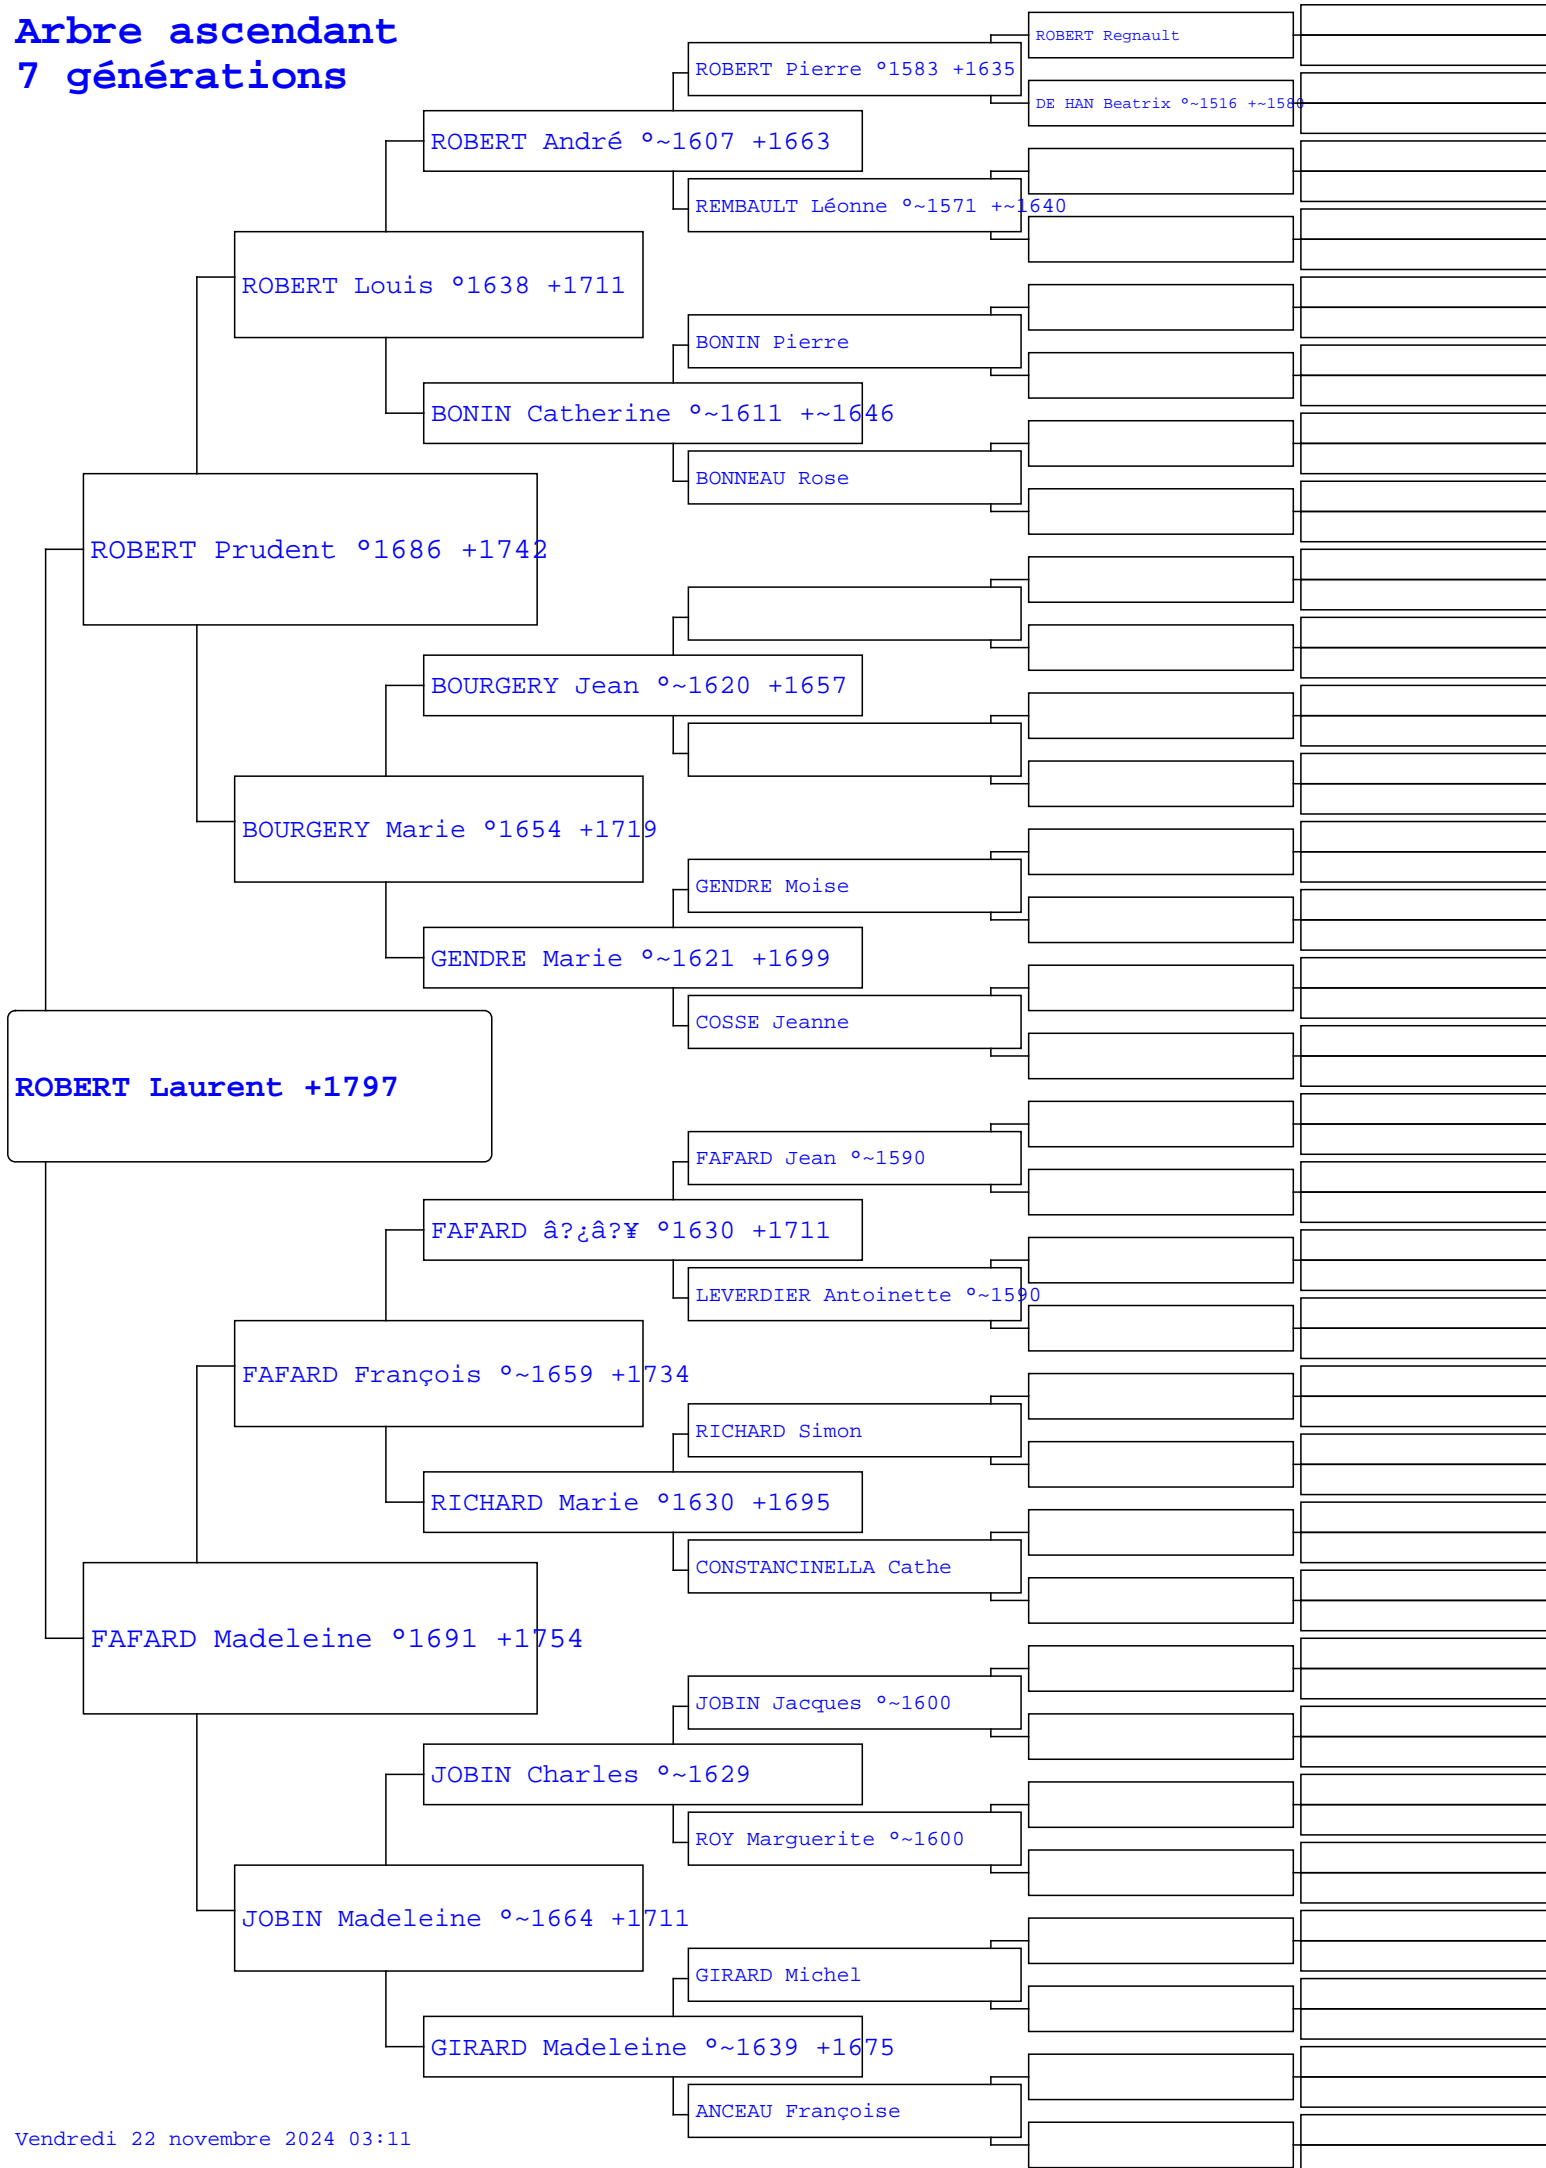 Arbre ascendant
7 générations
ROBERT Regnault
ROBERT Pierre °1583 +1635
DE HAN Beatrix °~1516 +~1580
ROBERT André °~1607 +1663
REMBAULT Léonne °~1571 +~1640
ROBERT Louis °1638 +1711
BONIN Pierre
BONIN Catherine °~1611 +~1646
BONNEAU Rose
ROBERT Prudent °1686 +1742
BOURGERY Jean °~1620 +1657
BOURGERY Marie °1654 +1719
GENDRE Moise
GENDRE Marie °~1621 +1699
COSSE Jeanne
ROBERT Laurent +1797
FAFARD Jean °~1590
FAFARD â?¿â?¥ °1630 +1711
LEVERDIER Antoinette °~1590
FAFARD François °~1659 +1734
RICHARD Simon
RICHARD Marie °1630 +1695
CONSTANCINELLA Cathe
FAFARD Madeleine °1691 +1754
JOBIN Jacques °~1600
JOBIN Charles °~1629
ROY Marguerite °~1600
JOBIN Madeleine °~1664 +1711
GIRARD Michel
GIRARD Madeleine °~1639 +1675
ANCEAU Françoise
Vendredi 22 novembre 2024 03:11